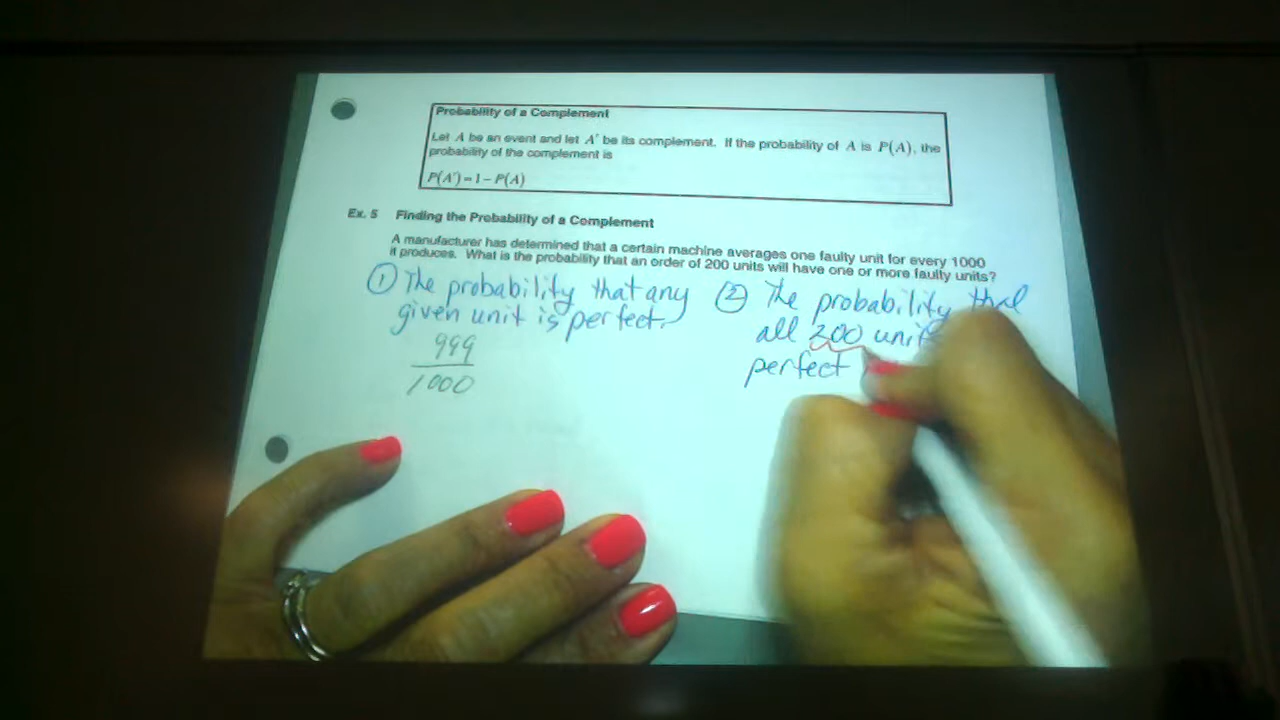 Probability of a Complement
Let A be an event and let A′ be its complement. If the probability of A is P(A), the
probability of the complement is
P(A′) = 1 – P(A)
Ex. 5 Finding the Probability of a Complement
A manufacturer has determined that a certain machine averages one faulty unit for every 1000
it produces. What is the probability that an order of 200 units will have one or more faulty units?
① The probability that any
given unit is perfect.
999
1000
② The probability that
all 200
perfect